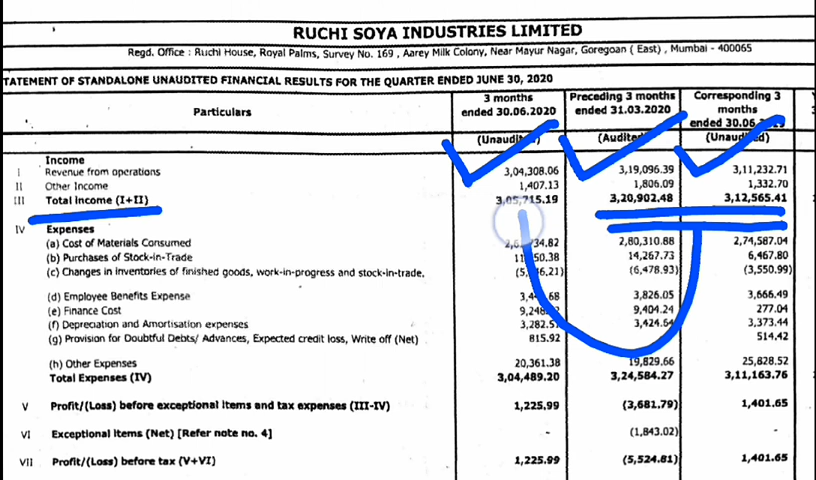 RUCHI SOYA INDUSTRIES LIMITED
Regd. Office : Ruchi House, Royal Palms, Survey No. 169 , Aarey Milk Colony, Near Mayur Nagar, Goregoan ( East) , Mumbai - 400065
TATEMENT OF STANDALONE UNAUDITED FINANCIAL RESULTS FOR THE QUARTER ENDED JUNE 30, 2020
Particulars 3 months ended 30.06.2020 Preceding 3 months ended 31.03.2020 Corresponding 3 months ended
Income
I Revenue from operations 3,04,308.06 3,19,096.39 3,11,232.71
II Other Income 1,407.13 1,806.09 1,332.70
III Total Income (I+II) 3,05,715.19 3,20,902.48 3,12,565.41
IV Expenses
(a) Cost of Materials Consumed 2,80,310.88 2,74,587.04
(b) Purchases of Stock-in-Trade 14,267.73 6,467.80
(c) Changes in inventories of finished goods, work-in-progress and stock-in-trade. (6,478.93) (3,550.99)
(d) Employee Benefits Expense 3,826.05 3,666.49
(e) Finance Cost 9,404.24 277.04
(f) Depreciation and Amortisation expenses 3,424.64 3,373.44
(g) Provision for Doubtful Debts/ Advances, Expected credit loss, Write off (Net) 815.92 514.42
(h) Other Expenses 20,361.38 19,829.66 25,828.52
Total Expenses (IV) 3,04,489.20 3,24,584.27 3,11,163.76
V Profit/(Loss) before exceptional items and tax expenses (III-IV) 1,225.99 (3,681.79) 1,401.65
VI Exceptional Items (Net) [Refer note no. 4] - (1,843.02) -
VII Profit/(Loss) before tax (V+VI) 1,225.99 (5,524.81) 1,401.65